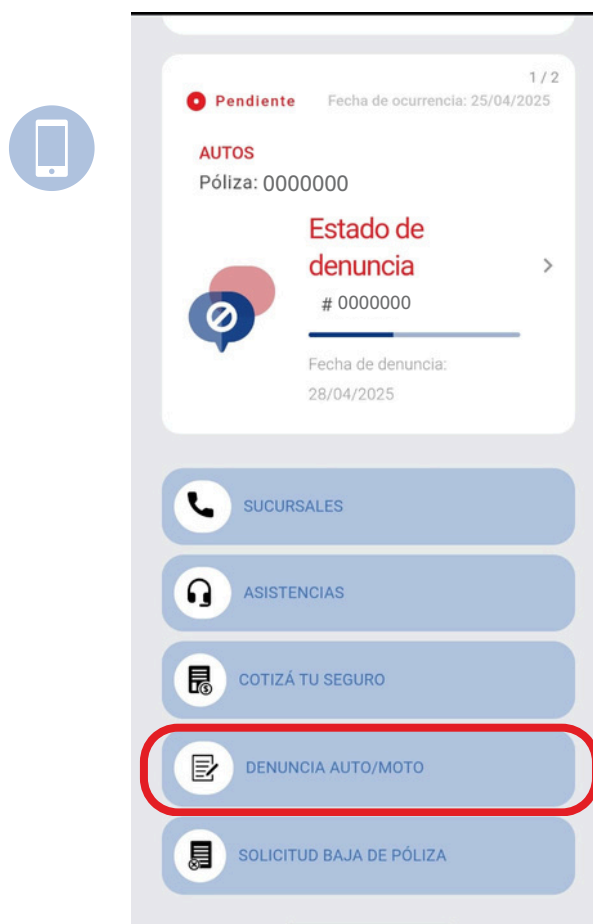 1 / 2
Pendiente Fecha de ocurrencia: 25/04/2025
AUTOS
Póliza: 0000000
Estado de
denuncia
# 0000000
Fecha de denuncia:
28/04/2025
SUCURSALES
ASISTENCIAS
COTIZÁ TU SEGURO
DENUNCIA AUTO/MOTO
SOLICITUD BAJA DE PÓLIZA